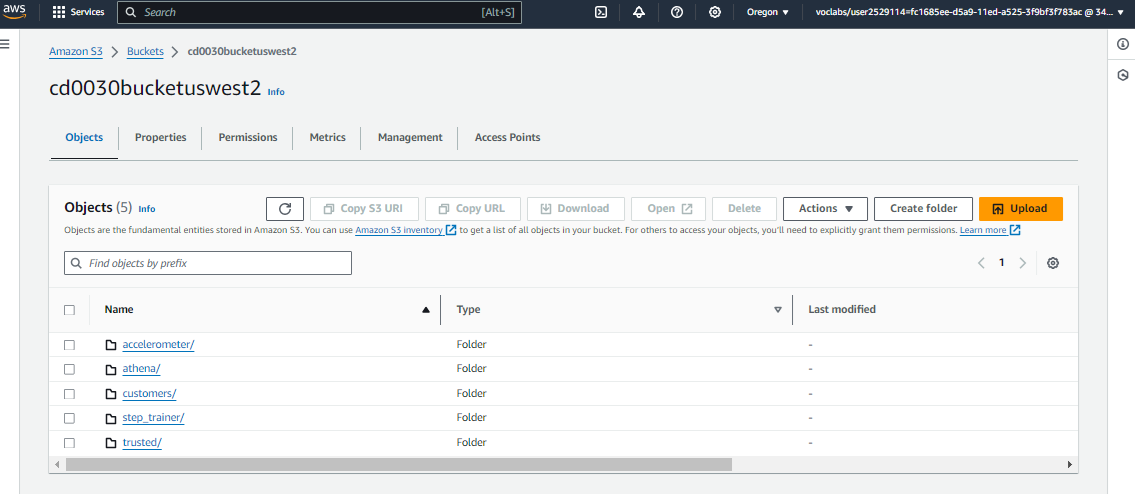 aws Services Search [Alt+S] Oregon ▼ voclabs/user2529114=fc1685ee-d5a9-11ed-a525-3f9bf3f783ac @ 34... ▼
Amazon S3 > Buckets > cd0030bucketuswest2
cd0030bucketuswest2 Info
Objects Properties Permissions Metrics Management Access Points
Objects (5) Info Copy S3 URI Copy URL Download Open Delete Actions ▼ Create folder Upload
Objects are the fundamental entities stored in Amazon S3. You can use Amazon S3 inventory to get a list of all objects in your bucket. For others to access your objects, you'll need to explicitly grant them permissions. Learn more
Find objects by prefix < 1 >
Name Type Last modified
accelerometer/ Folder -
athena/ Folder -
customers/ Folder -
step_trainer/ Folder -
trusted/ Folder -